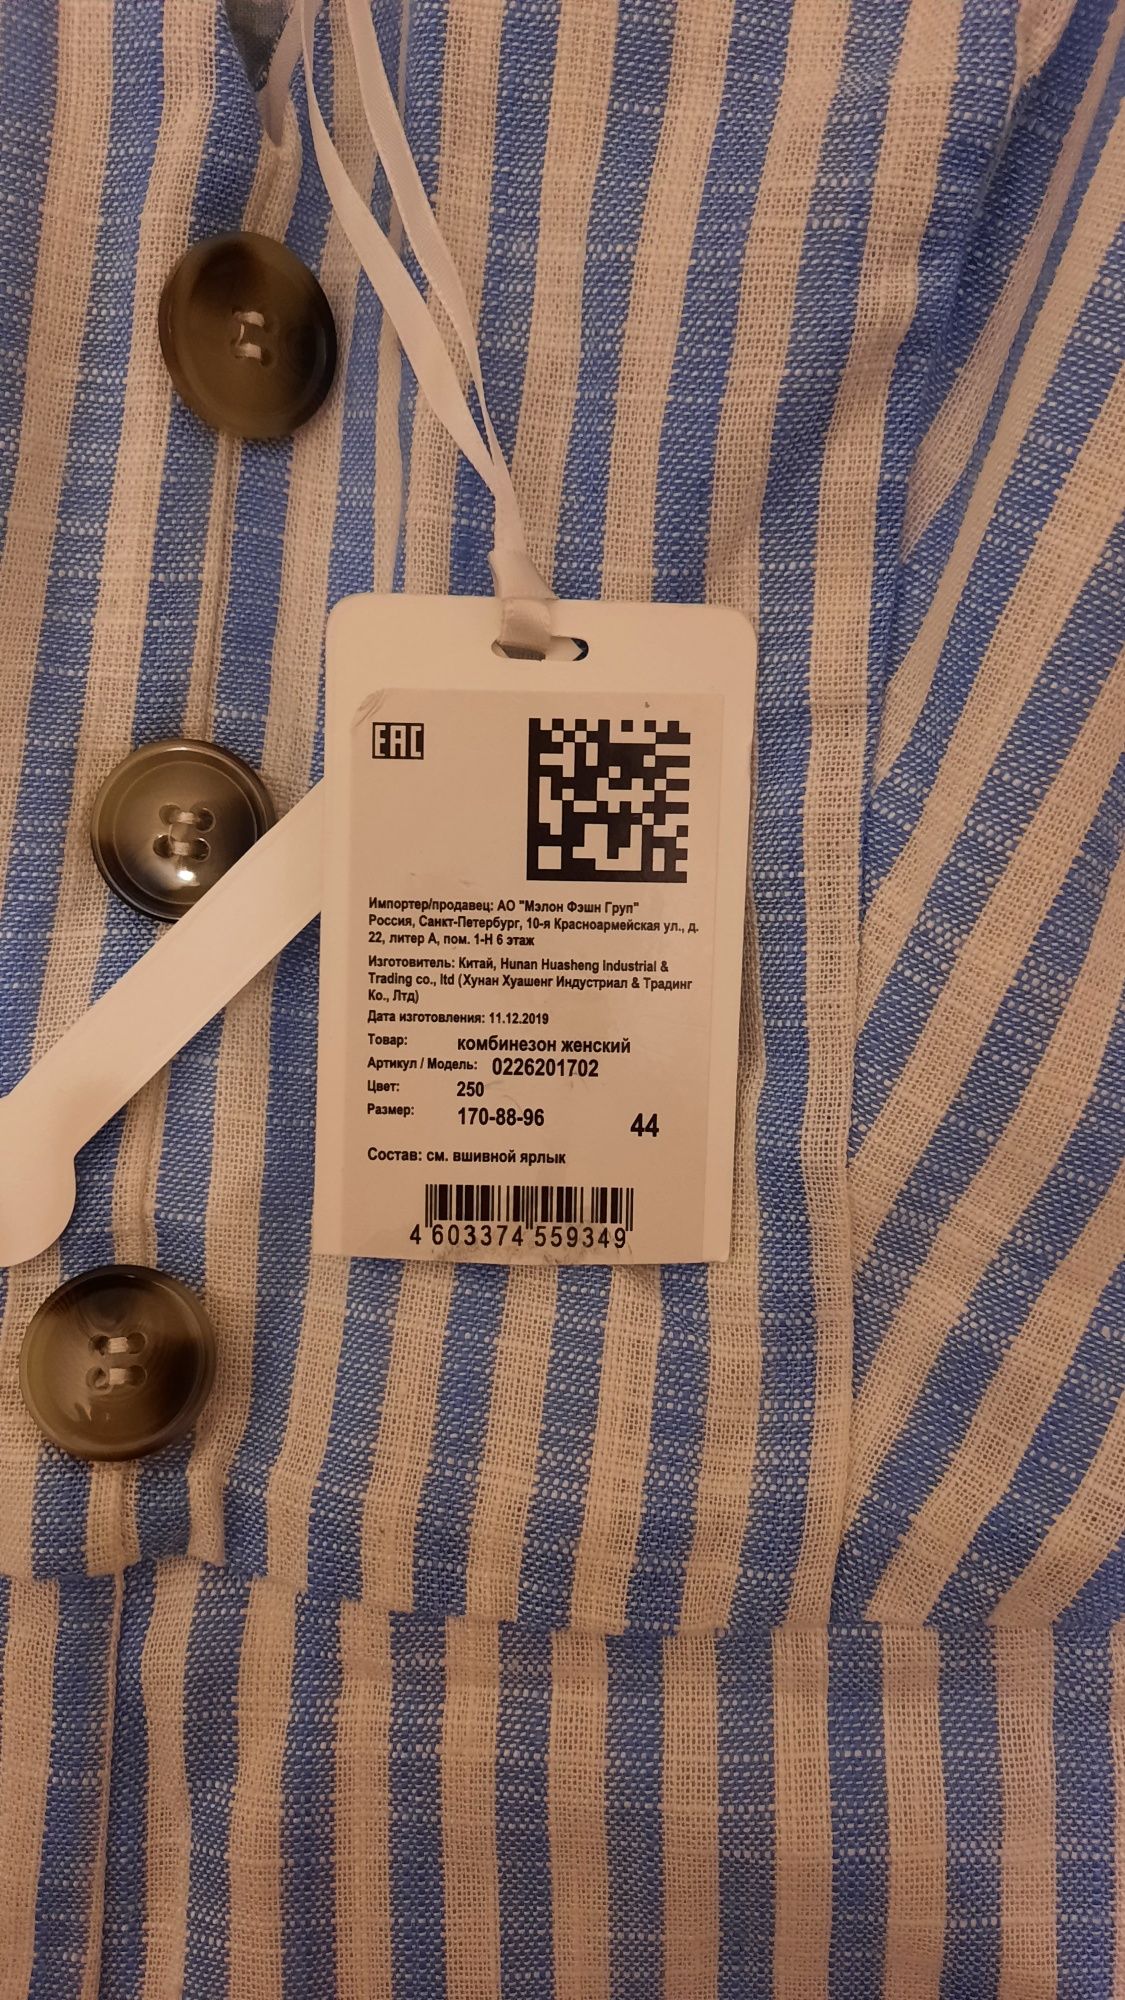 EAC
Импортер/продавец: АО "Мэлон Фэшн Груп"
Россия, Санкт-Петербург, 10-я Красноармейская ул., д.
22, литер А, пом. 1-Н 6 этаж
Изготовитель: Китай, Hunan Huasheng Industrial &
Trading co., ltd (Хунан Хуашенг Индустриал & Традинг
Ко., Лтд)
Дата изготовления: 11.12.2019
Товар: комбинезон женский
Артикул / Модель: 0226201702
Цвет: 250
Размер: 170-88-96 44
Состав: см. вшивной ярлык
4 603374 559349